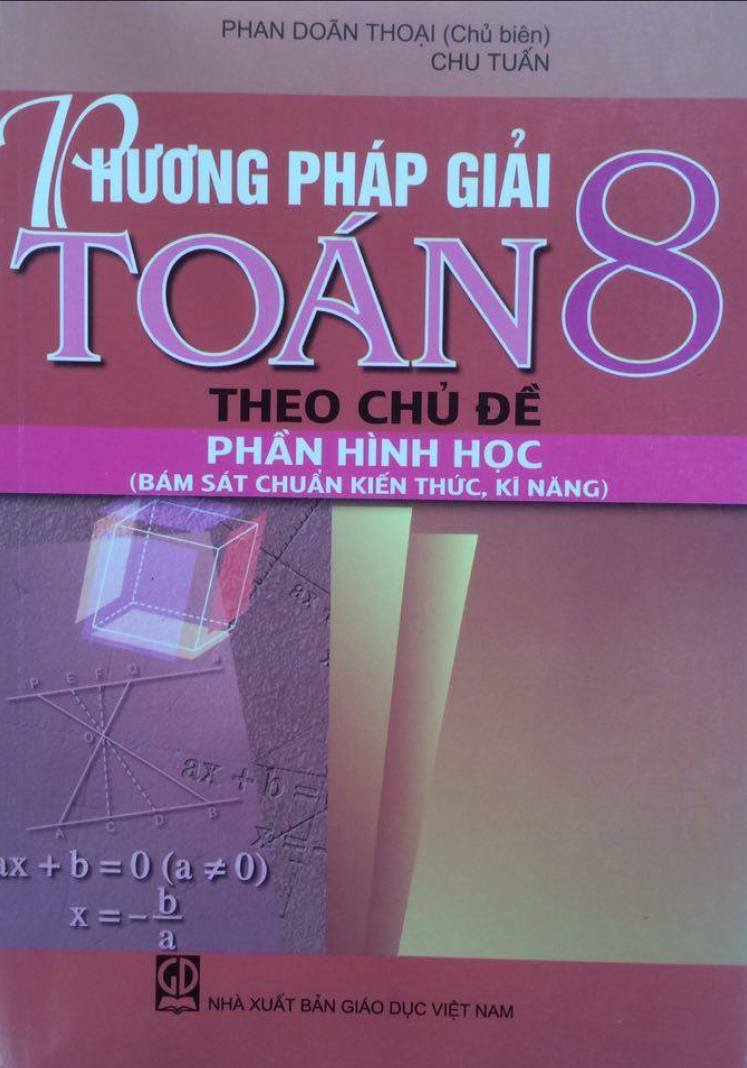 PHAN DOÃN THOẠI (Chủ biên)
CHU TUẤN
PHƯƠNG PHÁP GIẢI
TOÁN 8
THEO CHỦ ĐỀ
PHẦN HÌNH HỌC
(BÁM SÁT CHUẨN KIẾN THỨC, KĨ NĂNG)
P E F Q
O
A C D B
ax + b = 0 (a ≠ 0)
x = - b/a
GD
NHÀ XUẤT BẢN GIÁO DỤC VIỆT NAM